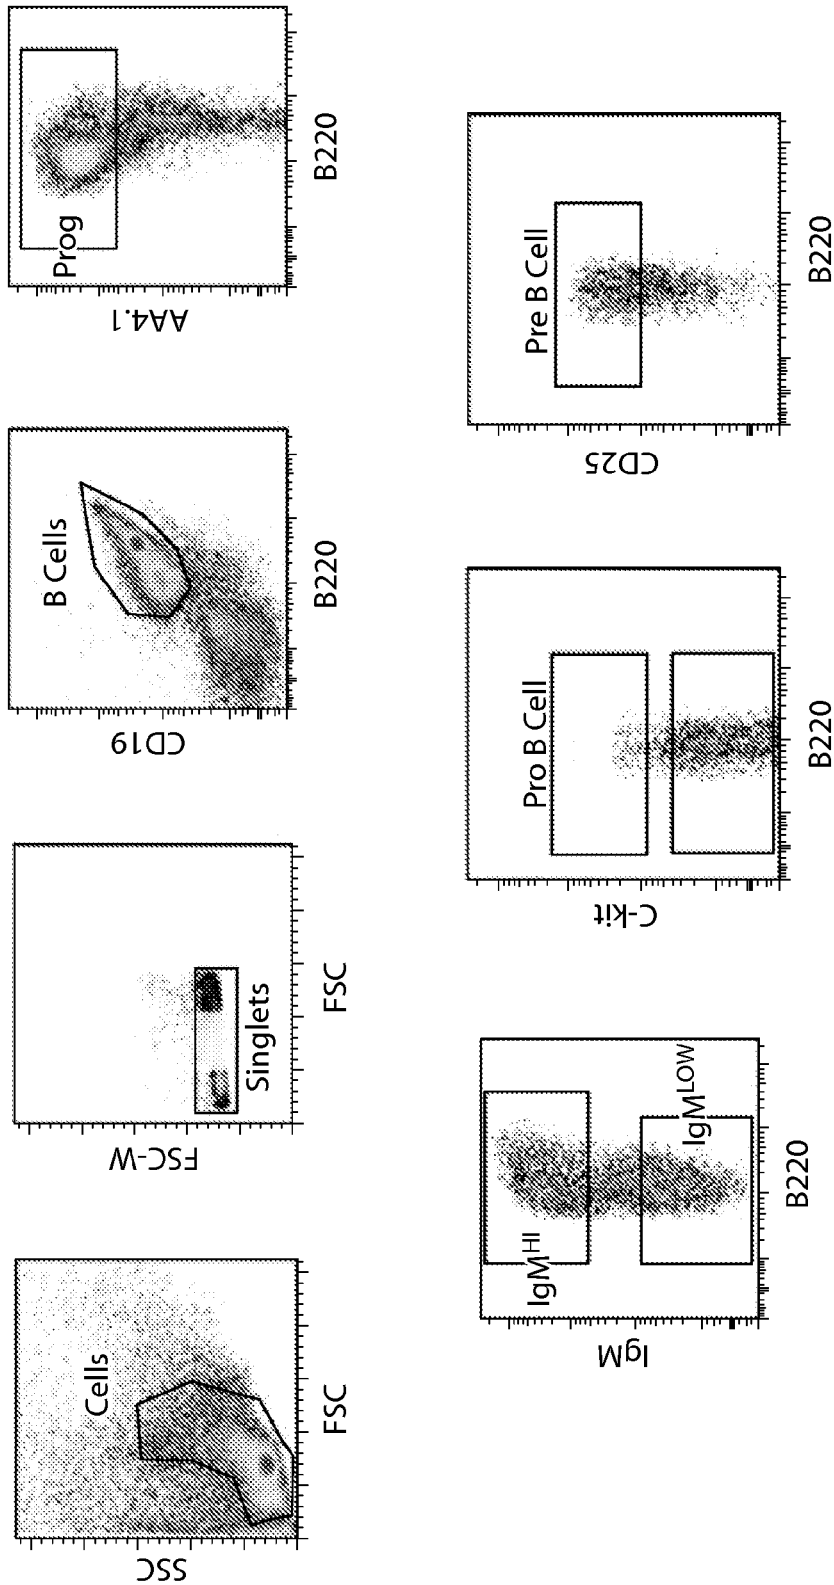 SSC
Cells
FSC
FSC-W
Singlets
FSC
CD19
B Cells
B220
AA4.1
Prog
B220
IgM
IgM^HI
IgM^LOW
B220
C-kit
Pro B Cell
B220
CD25
Pre B Cell
B220